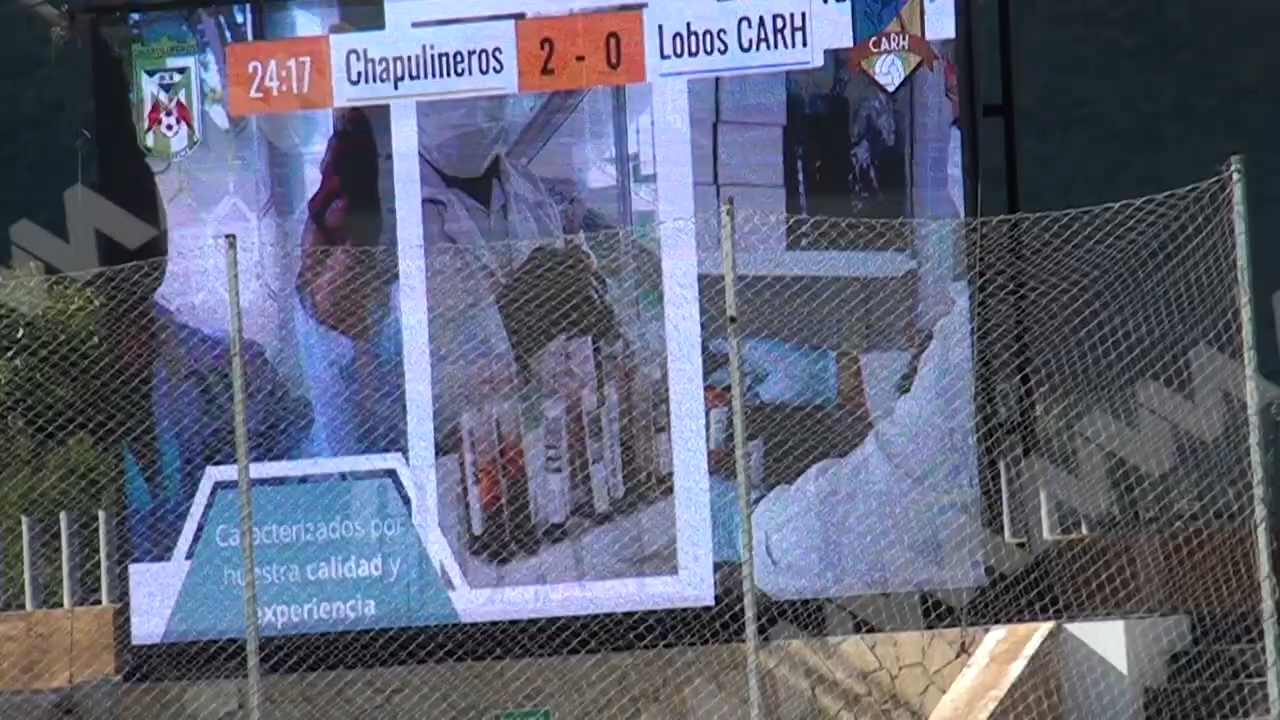 24:17 Chapulineros 2 - 0 Lobos CARH
CARH
Caracterizados por
nuestra calidad y
experiencia